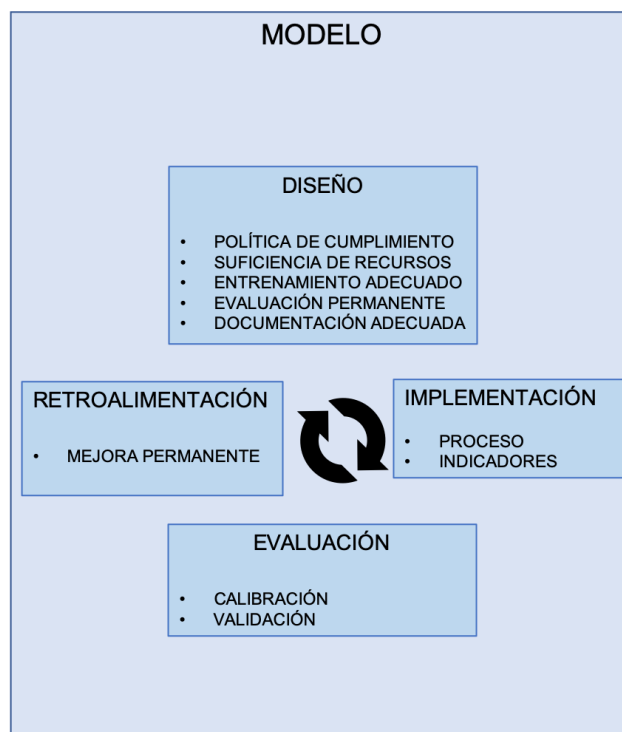 MODELO
DISEÑO
• POLÍTICA DE CUMPLIMIENTO
• SUFICIENCIA DE RECURSOS
• ENTRENAMIENTO ADECUADO
• EVALUACIÓN PERMANENTE
• DOCUMENTACIÓN ADECUADA
RETROALIMENTACIÓN
• MEJORA PERMANENTE
IMPLEMENTACIÓN
• PROCESO
• INDICADORES
EVALUACIÓN
• CALIBRACIÓN
• VALIDACIÓN